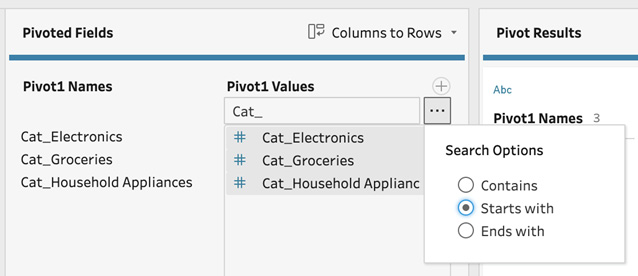 Pivoted Fields
Columns to Rows
Pivot Results
Pivot1 Names
Pivot1 Values
Cat_
...
Abc
Pivot1 Names 3
Cat_Electronics
Cat_Groceries
Cat_Household Appliances
# Cat_Electronics
# Cat_Groceries
# Cat_Household Applianc
Search Options
Contains
Starts with
Ends with